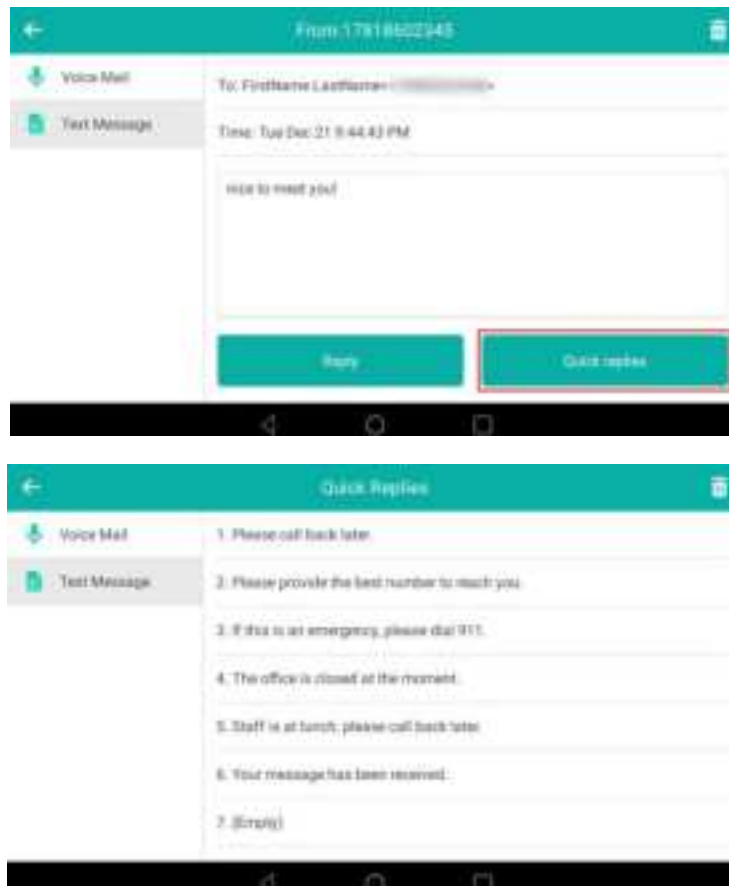 From:17818602345
Voice Mail
To: FirstName LastName<
Text Message
Time: Tue Dec 21 PM
nice to meet you!
Reply
Quick replies
Quick Replies
Voice Mail
1. Please call back later.
Text Message
2. Please provide the best number to reach you.
3. If this is an emergency, please dial 911.
4. The office is closed at the moment.
5. Staff is at lunch, please call back later.
6. Your message has been received.
7. (Empty)